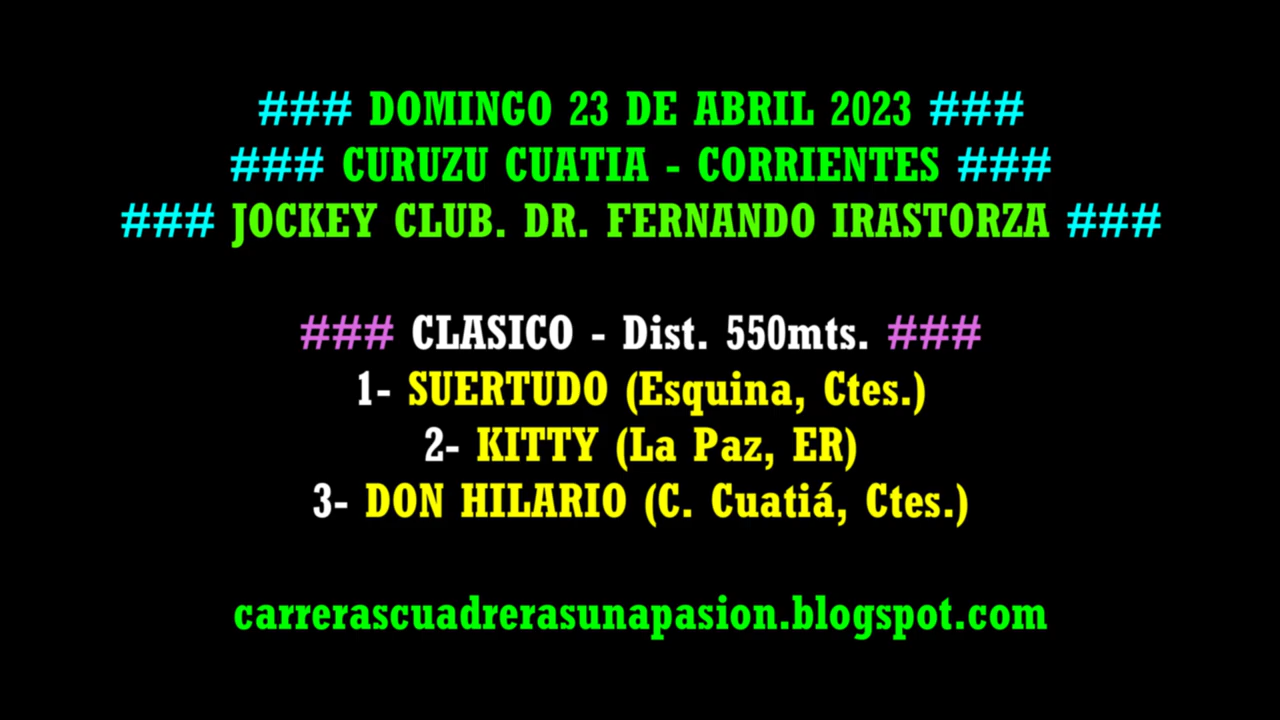 ### DOMINGO 23 DE ABRIL 2023 ###
### CURUZU CUATIA - CORRIENTES ###
### JOCKEY CLUB. DR. FERNANDO IRASTORZA ###
### CLASICO - Dist. 550mts. ###
1- SUERTUDO (Esquina, Ctes.)
2- KITTY (La Paz, ER)
3- DON HILARIO (C. Cuatiá, Ctes.)
carrerascuadrerasunapasion.blogspot.com